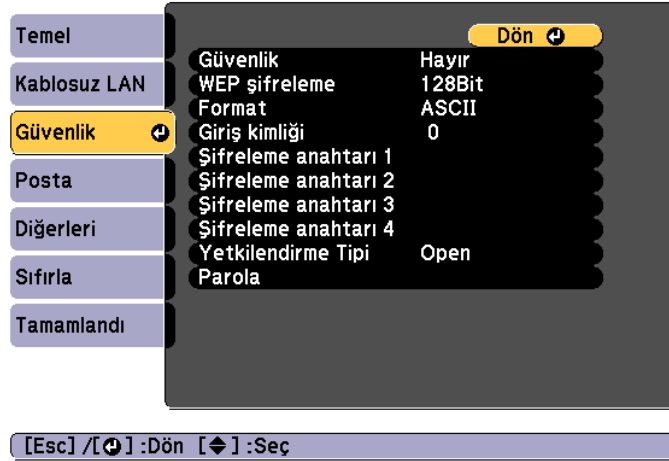 Temel
Kablosuz LAN
Güvenlik
Posta
Diğerleri
Sıfırla
Tamamlandı
Dön
Güvenlik Hayır
WEP şifreleme 128Bit
Format ASCII
Giriş kimliği 0
Şifreleme anahtarı 1
Şifreleme anahtarı 2
Şifreleme anahtarı 3
Şifreleme anahtarı 4
Yetkilendirme Tipi Open
Parola
[Esc] /[⏎] :Dön [◆] :Seç